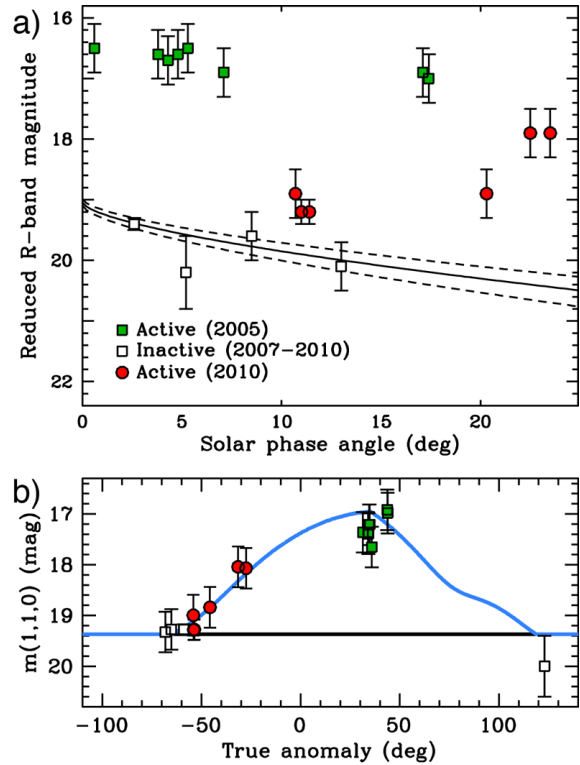 a)
16
18
20
22
Reduced R-band magnitude
Active (2005)
Inactive (2007-2010)
Active (2010)
0 5 10 15 20
Solar phase angle (deg)
b)
17
18
19
20
m(1,1,0) (mag)
-100 -50 0 50 100
True anomaly (deg)